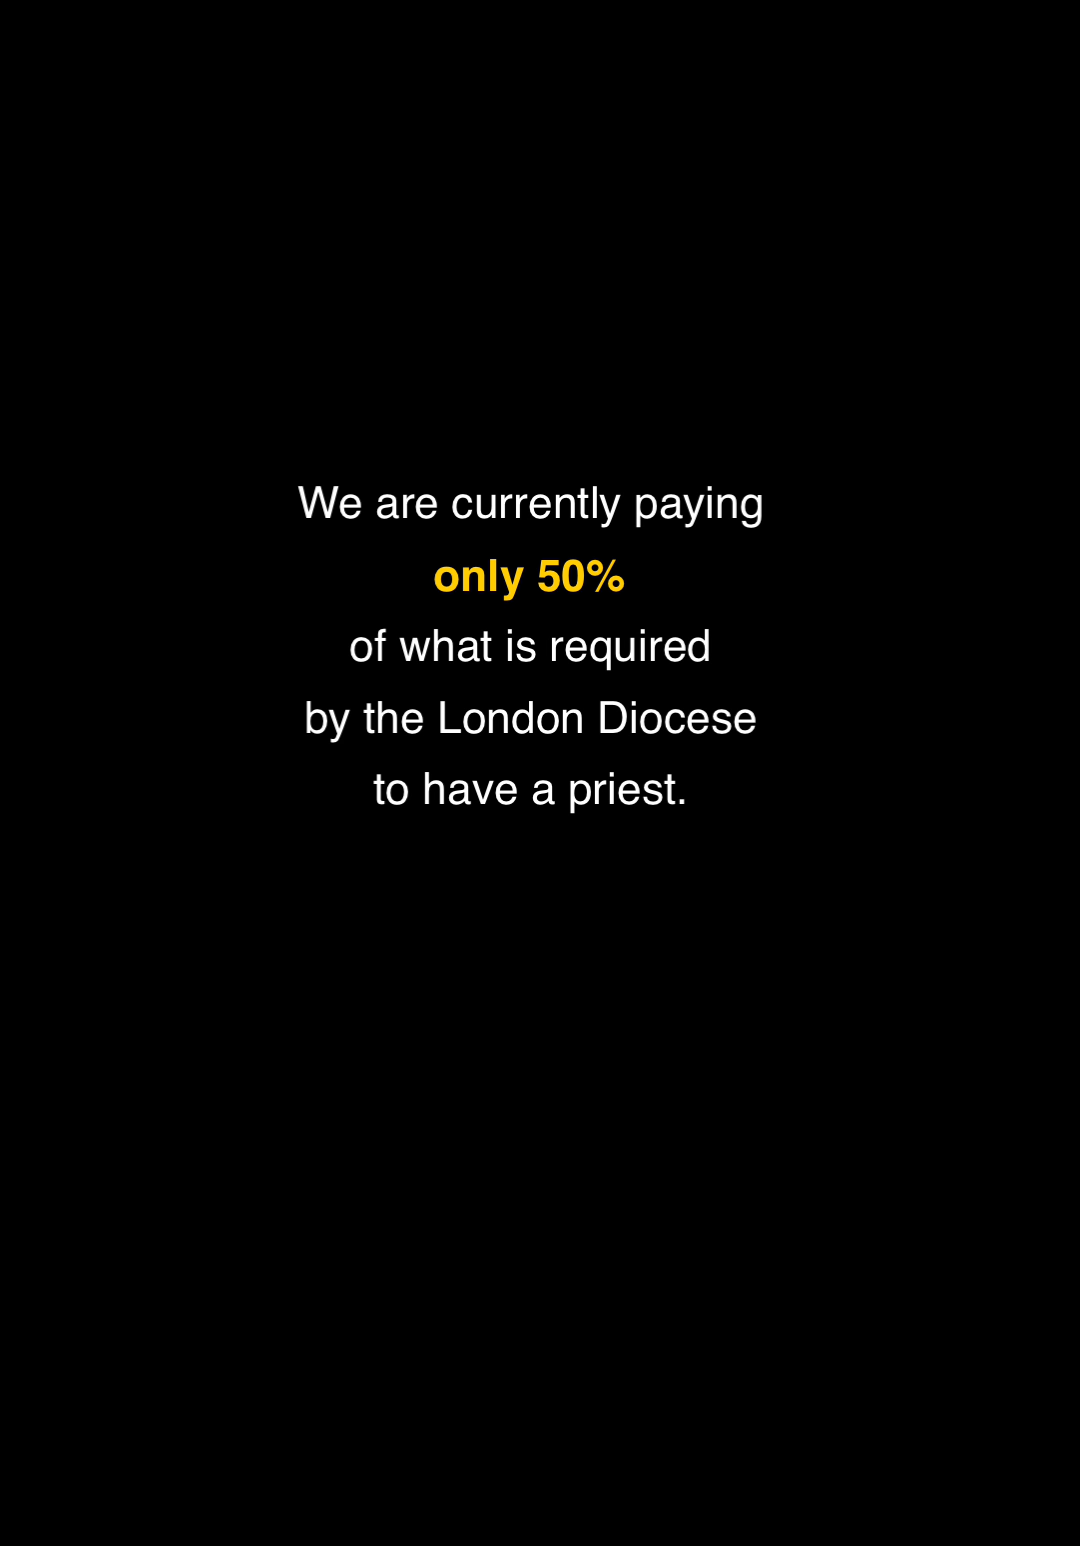 We are currently paying
only 50%
of what is required
by the London Diocese
to have a priest.